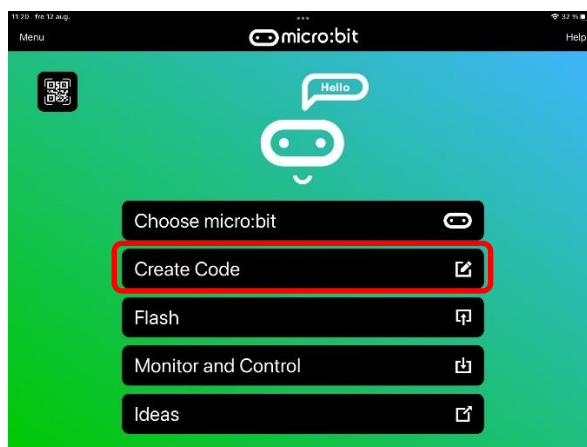 11:20 fre 12 aug.
32 %
Menu
micro:bit
Help
Hello
Choose micro:bit
Create Code
Flash
Monitor and Control
Ideas